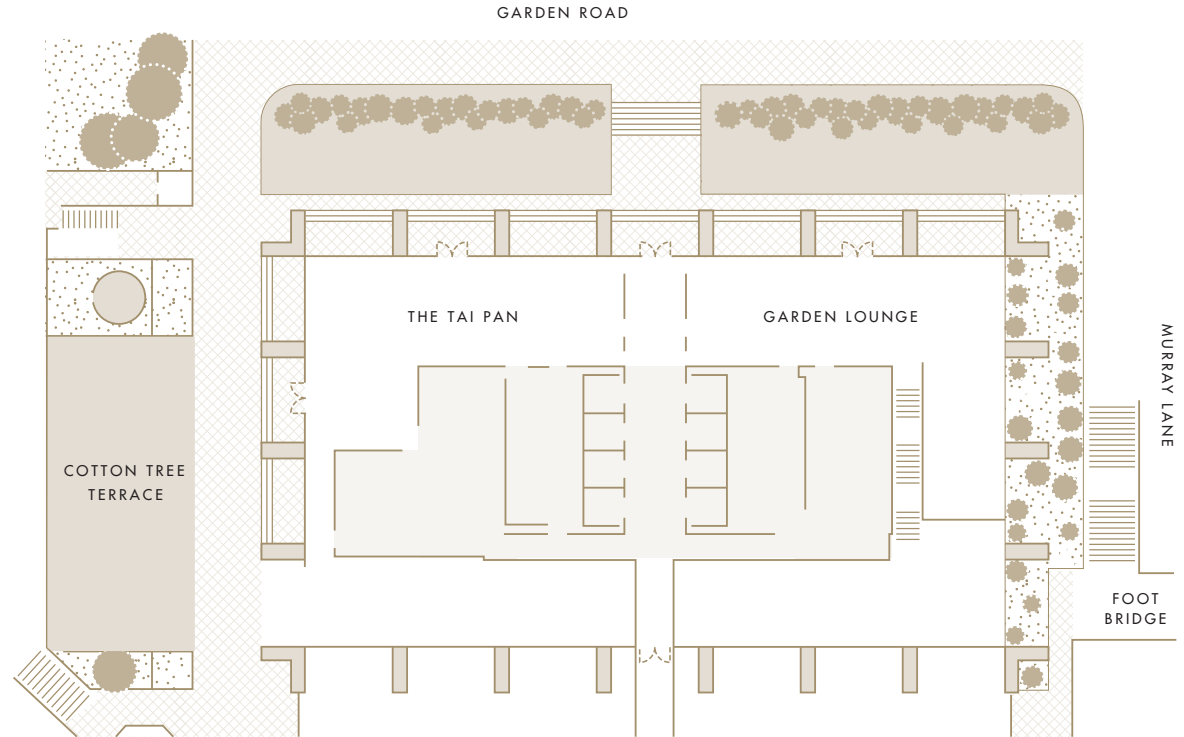 GARDEN ROAD
THE TAI PAN
GARDEN LOUNGE
MURRAY LANE
COTTON TREE
TERRACE
FOOT
BRIDGE